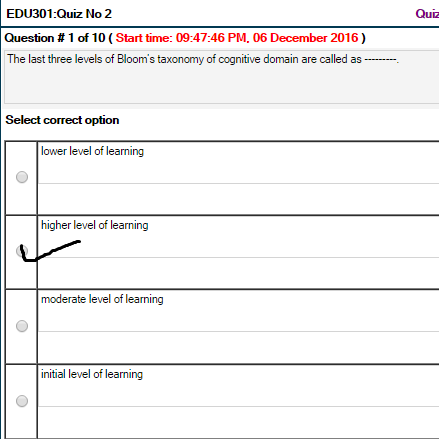 EDU301:Quiz No 2 Quiz
Question # 1 of 10 ( Start time: 09:47:46 PM, 06 December 2016 )
The last three levels of Bloom's taxonomy of cognitive domain are called as ---------.
Select correct option
lower level of learning
higher level of learning
moderate level of learning
initial level of learning